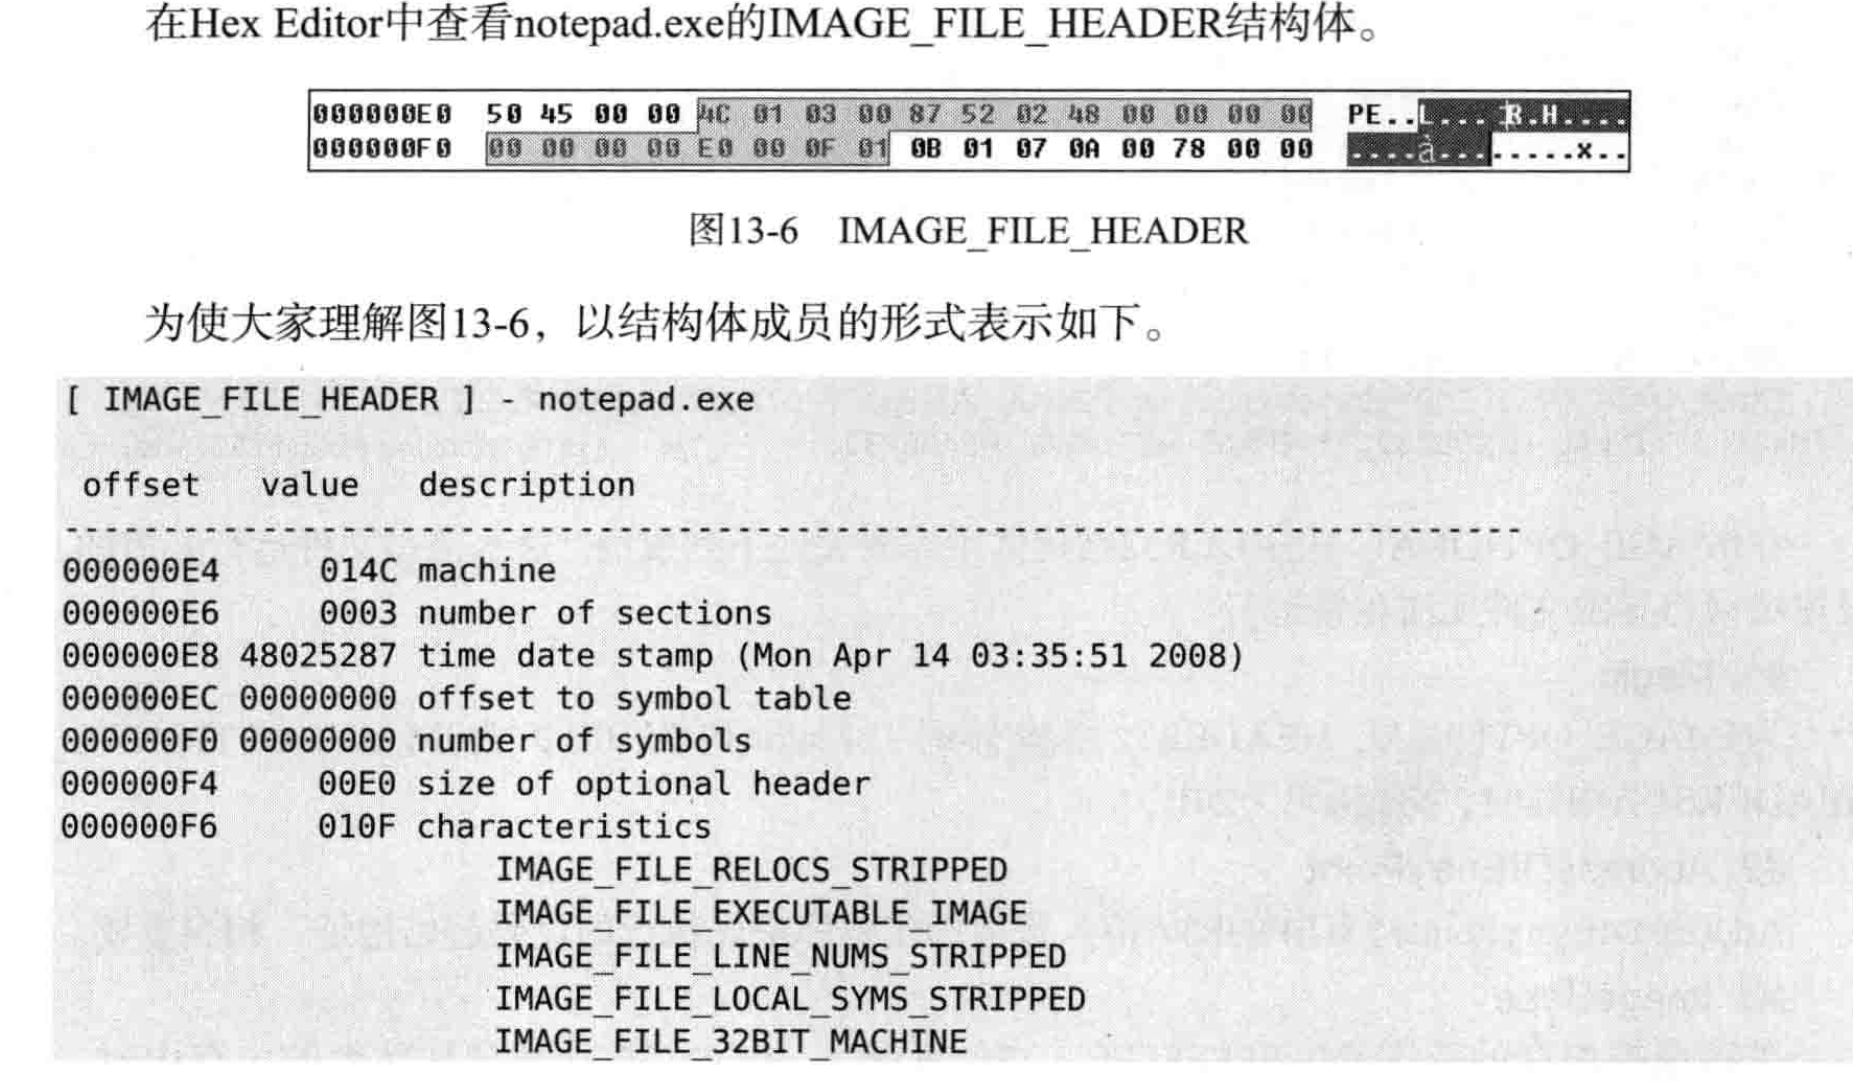 在Hex Editor中查看notepad.exe的IMAGE_FILE_HEADER结构体。
000000E0 50 45 00 00 4C 01 03 00 87 52 02 48 00 00 00 00 PE..L....R.H....
000000F0 00 00 00 00 E0 00 0F 01 0B 01 07 0A 00 78 00 00 ....à........x..
图13-6 IMAGE_FILE_HEADER
为使大家理解图13-6，以结构体成员的形式表示如下。
[ IMAGE_FILE_HEADER ] - notepad.exe
offset value description
--------------------------------------------------------------------------
000000E4 014C machine
000000E6 0003 number of sections
000000E8 48025287 time date stamp (Mon Apr 14 03:35:51 2008)
000000EC 00000000 offset to symbol table
000000F0 00000000 number of symbols
000000F4 00E0 size of optional header
000000F6 010F characteristics
IMAGE_FILE_RELOCS_STRIPPED
IMAGE_FILE_EXECUTABLE_IMAGE
IMAGE_FILE_LINE_NUMS_STRIPPED
IMAGE_FILE_LOCAL_SYMS_STRIPPED
IMAGE_FILE_32BIT_MACHINE